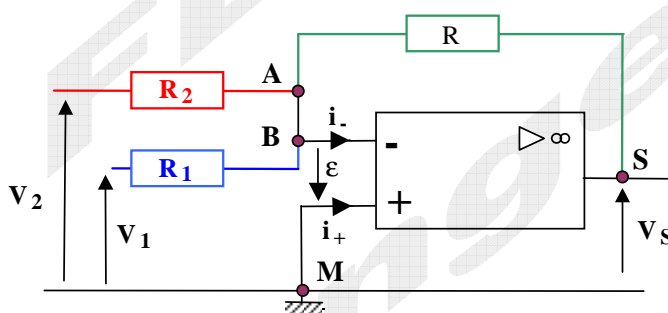 R
A
R₂
B
i₋
▷ ∞
-
S
R₁
ε
+
V₂
V₁
i₊
Vₛ
M